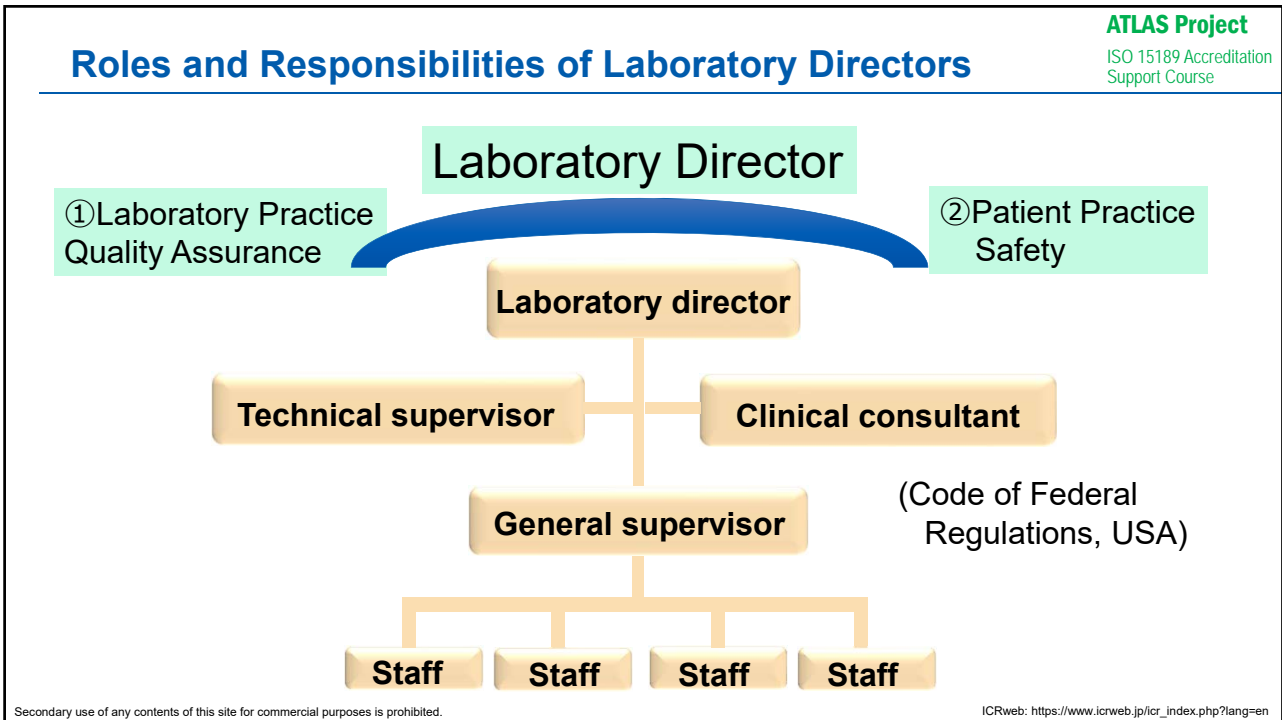 Roles and Responsibilities of Laboratory Directors
ATLAS Project
ISO 15189 Accreditation
Support Course
Laboratory Director
①Laboratory Practice
Quality Assurance
②Patient Practice
Safety
Laboratory director
Technical supervisor
Clinical consultant
General supervisor
(Code of Federal
Regulations, USA)
Staff
Staff
Staff
Staff
Secondary use of any contents of this site for commercial purposes is prohibited.
ICRweb: https://www.icrweb.jp/icr_index.php?lang=en